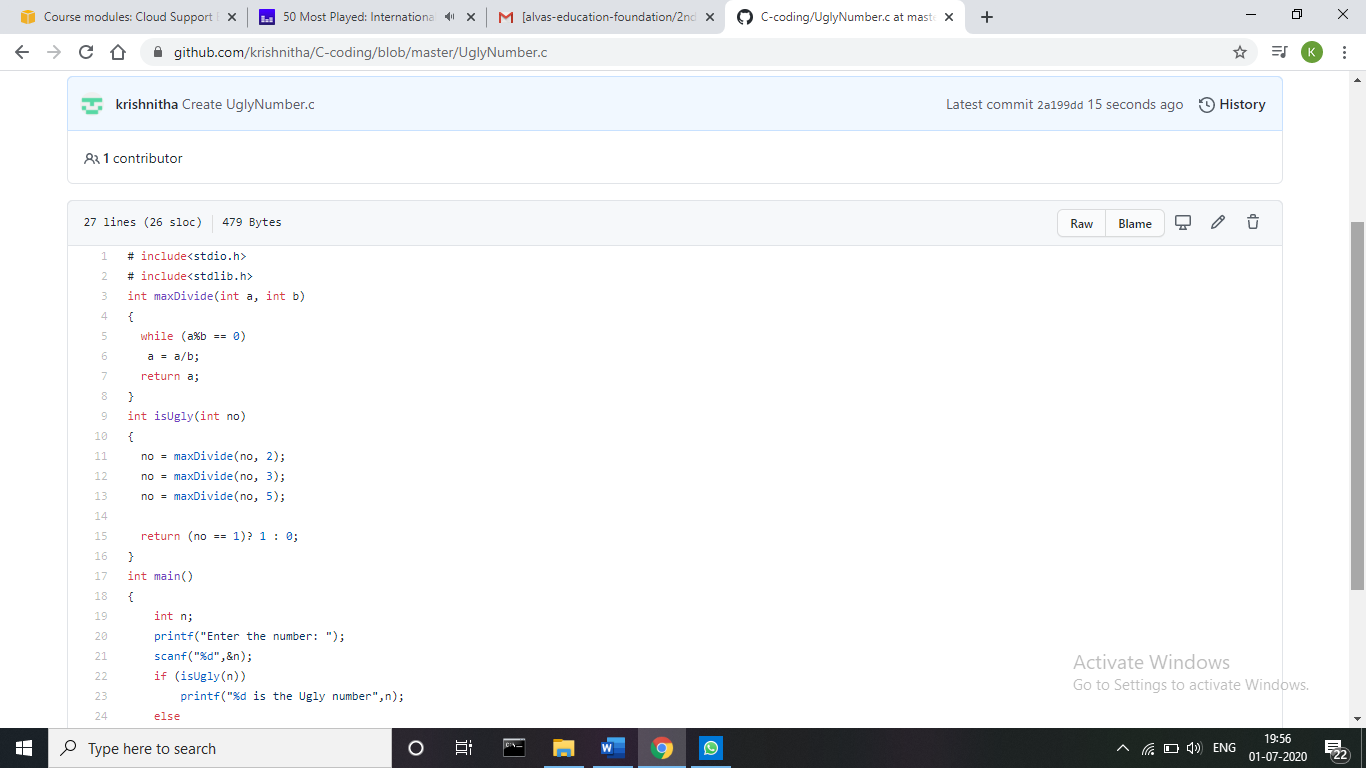 Course modules: Cloud Support
50 Most Played: Internationa
[alvas-education-foundation/2nd
C-coding/UglyNumber.c at mast
github.com/krishnitha/C-coding/blob/master/UglyNumber.c
K
krishnitha Create UglyNumber.c
Latest commit 2a199dd 15 seconds ago
History
1 contributor
27 lines (26 sloc)
479 Bytes
Raw
Blame
1 # include<stdio.h>
2 # include<stdlib.h>
3 int maxDivide(int a, int b)
4 {
5 while (a%b == 0)
6 a = a/b;
7 return a;
8 }
9 int isUgly(int no)
10 {
11 no = maxDivide(no, 2);
12 no = maxDivide(no, 3);
13 no = maxDivide(no, 5);
14
15 return (no == 1)? 1 : 0;
16 }
17 int main()
18 {
19 int n;
20 printf("Enter the number: ");
21 scanf("%d",&n);
22 if (isUgly(n))
23 printf("%d is the Ugly number",n);
24 else
Activate Windows
Go to Settings to activate Windows.
Type here to search
ENG
19:56
01-07-2020
22